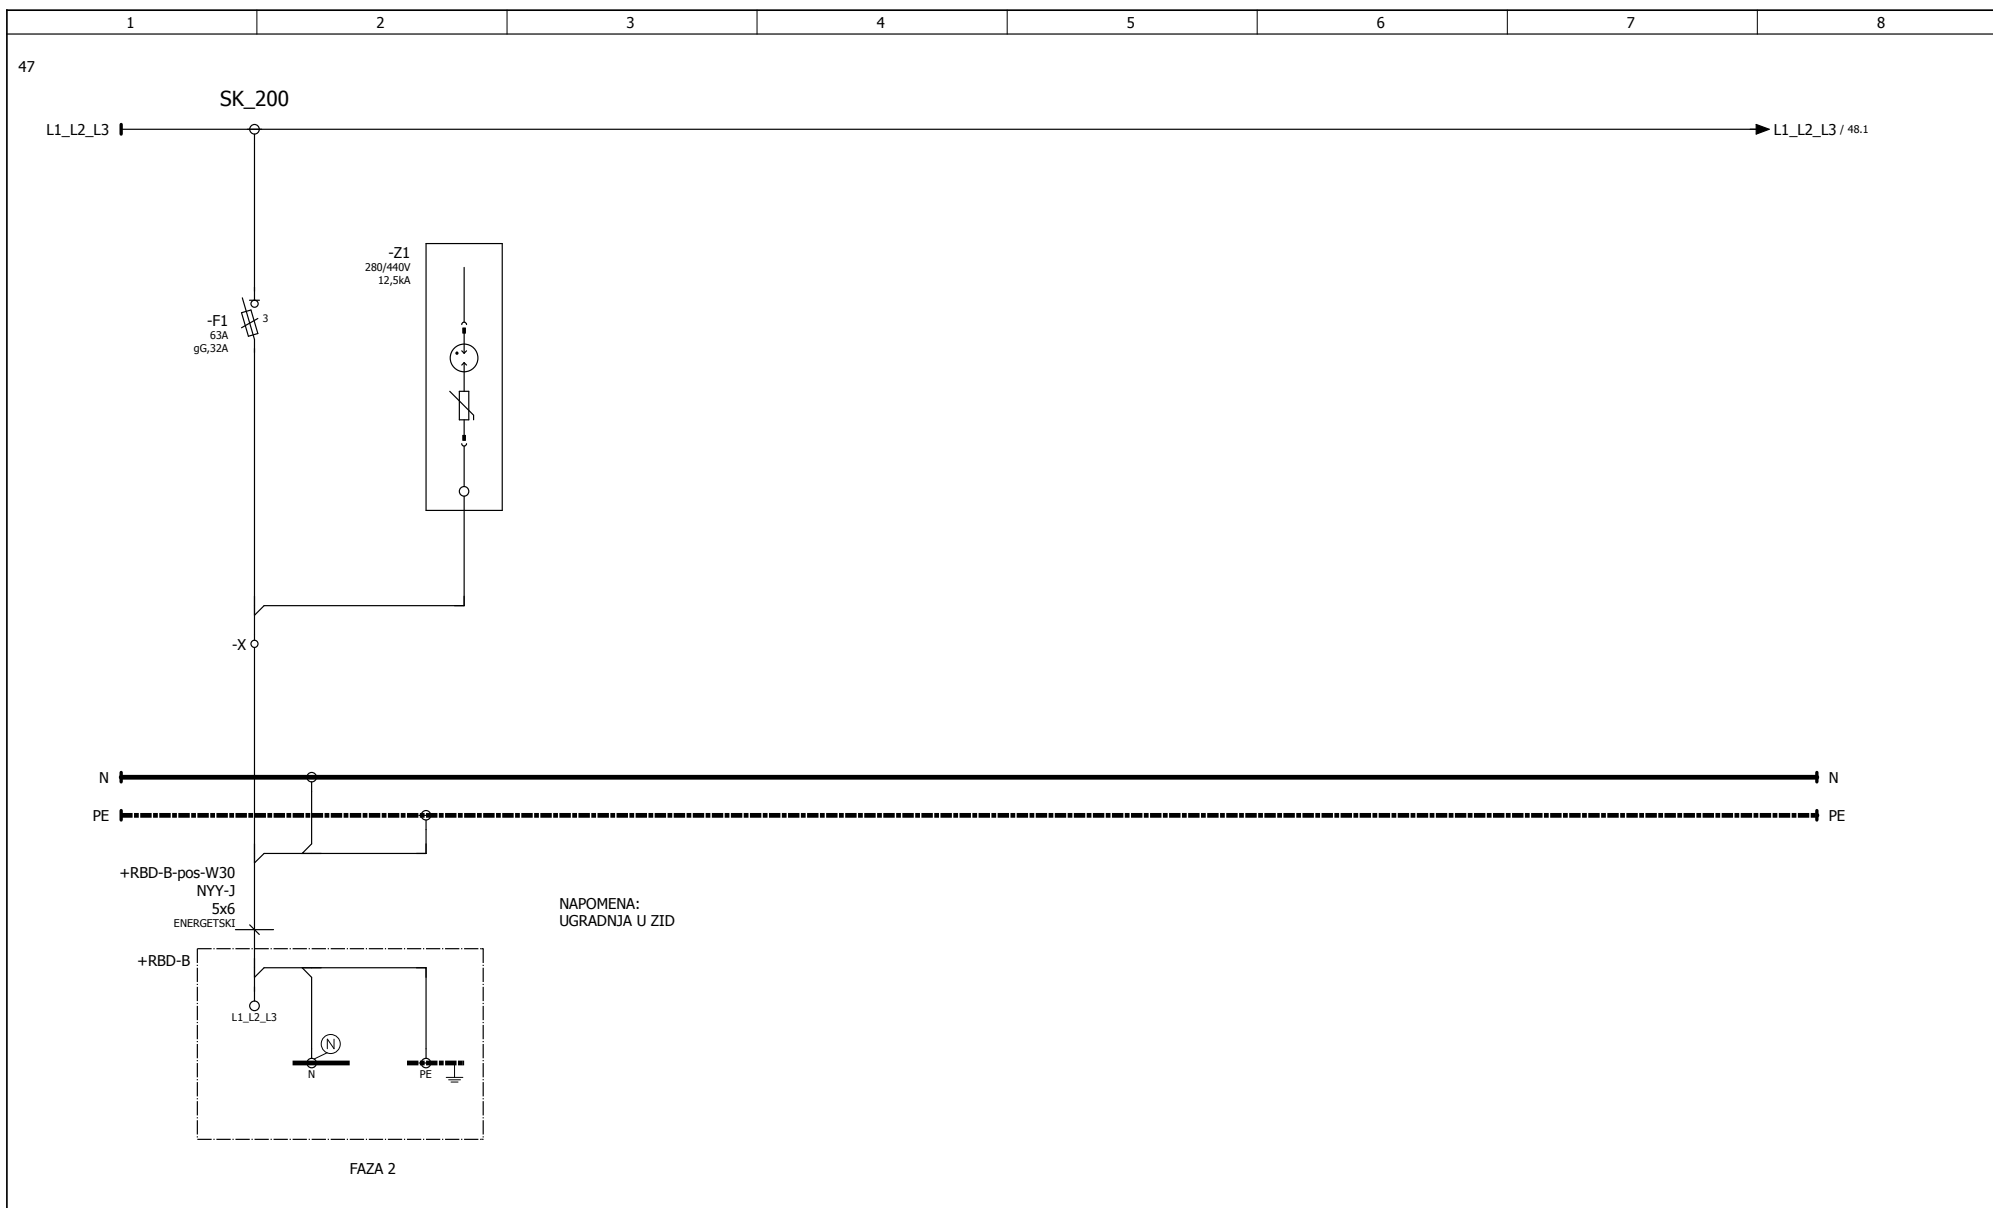 1 2 3 4 5 6 7 8
47
SK_200
L1_L2_L3
L1_L2_L3 / 48.1
-Z1
280/440V
12,5kA
-F1
63A
gG,32A
3
-X
N
N
PE
PE
+RBD-B-pos-W30
NYY-J
5x6
ENERGETSKI
NAPOMENA:
UGRADNJA U ZID
+RBD-B
L1_L2_L3
N
N
PE
FAZA 2